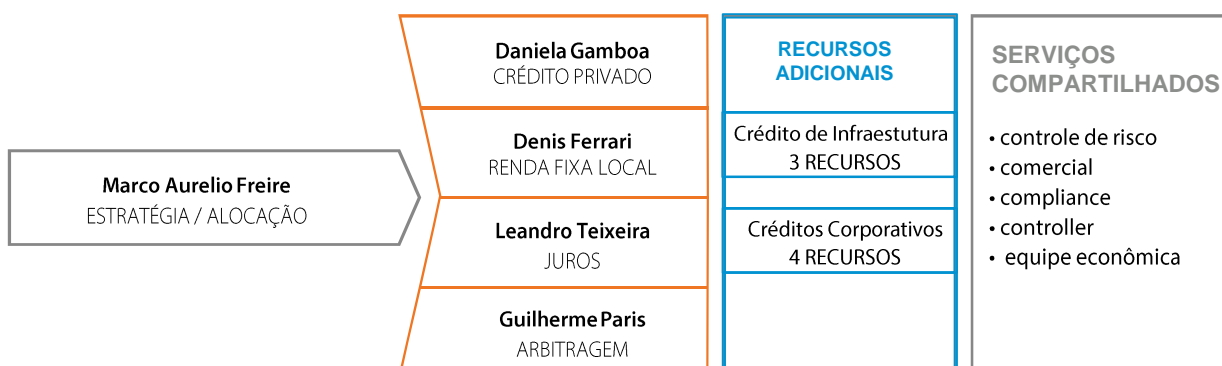 Marco Aurelio Freire
ESTRATÉGIA / ALOCAÇÃO
Daniela Gamboa
CRÉDITO PRIVADO
Denis Ferrari
RENDA FIXA LOCAL
Leandro Teixeira
JUROS
Guilherme Paris
ARBITRAGEM
RECURSOS
ADICIONAIS
Crédito de Infraestutura
3 RECURSOS
Créditos Corporativos
4 RECURSOS
SERVIÇOS
COMPARTILHADOS
• controle de risco
• comercial
• compliance
• controller
• equipe econômica